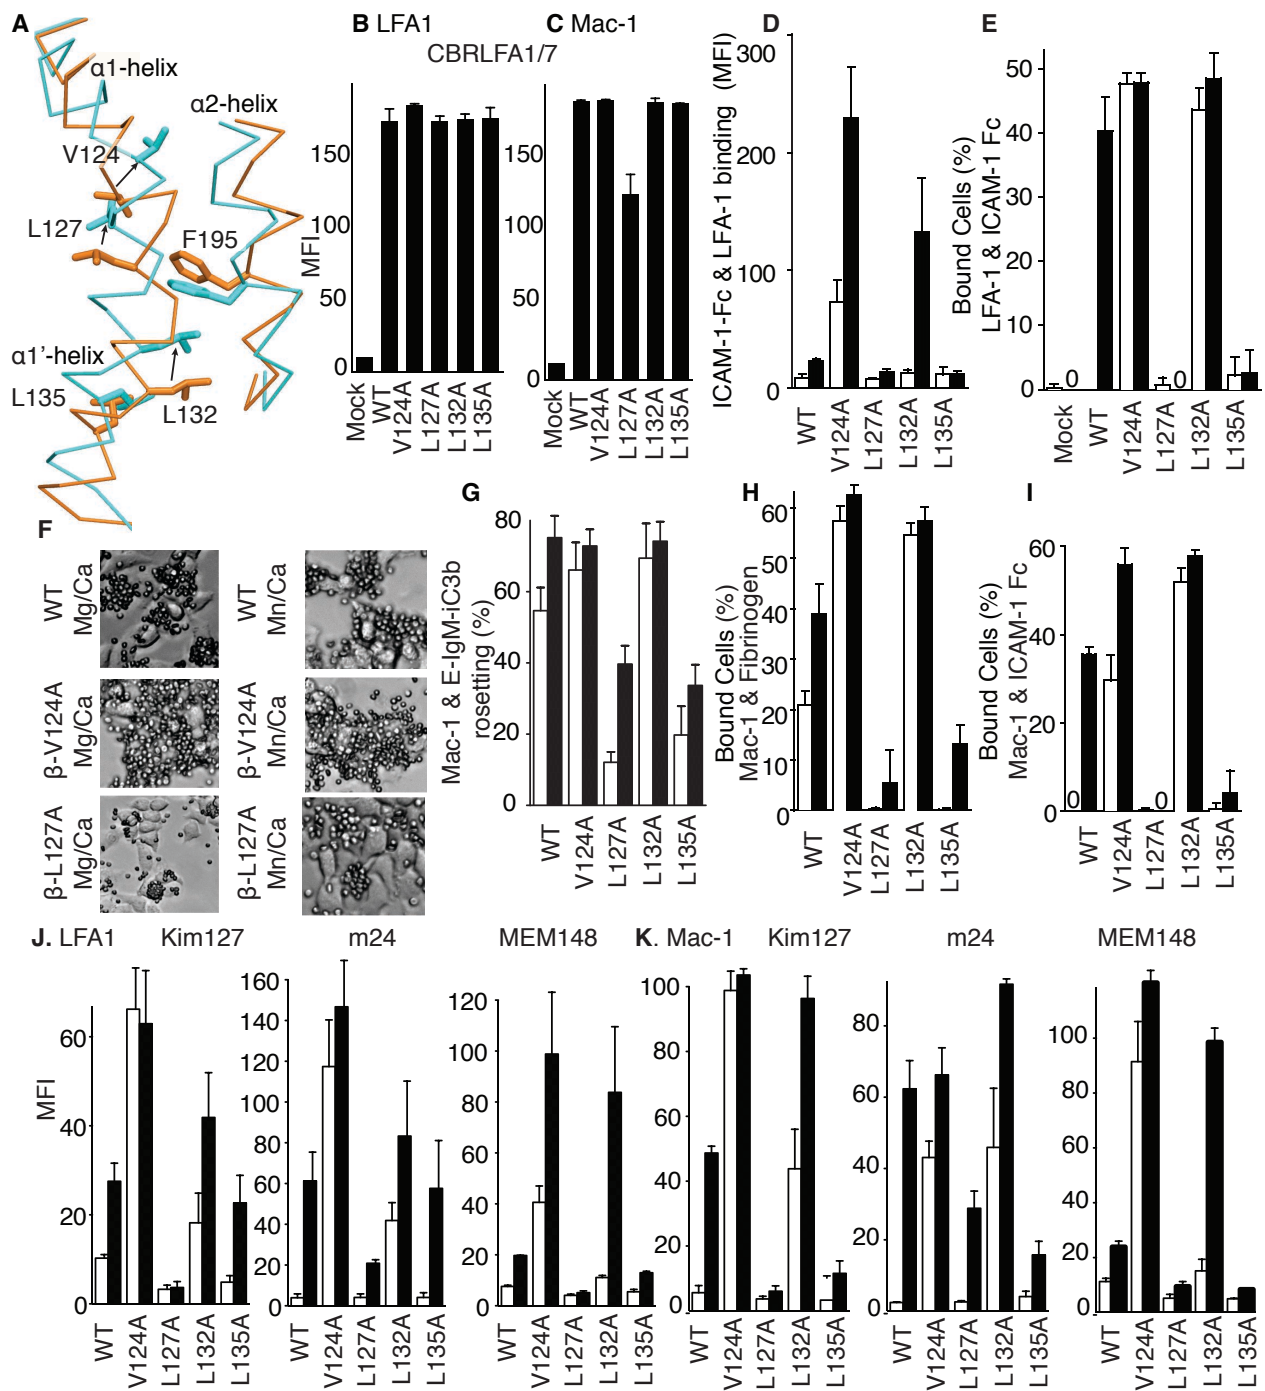 A
B LFA1
C Mac-1
CBRLFA1/7
D
E
α1-helix
α2-helix
V124
L127
F195
α1'-helix
L135
L132
MFI
150
100
50
0
Mock
WT
V124A
L127A
L132A
L135A
150
100
50
0
Mock
WT
V124A
L127A
L132A
L135A
ICAM-1-Fc & LFA-1 binding (MFI)
300
200
100
0
WT
V124A
L127A
L132A
L135A
Bound Cells (%)
LFA-1 & ICAM-1 Fc
50
40
30
20
10
0
0
0
Mock
WT
V124A
L127A
L132A
L135A
F
WT
Mg/Ca
WT
Mn/Ca
β-V124A
Mg/Ca
β-V124A
Mn/Ca
β-L127A
Mg/Ca
β-L127A
Mn/Ca
G
Mac-1 & E-IgM-iC3b
rosetting (%)
80
60
40
20
0
WT
V124A
L127A
L132A
L135A
H
Bound Cells (%)
Mac-1 & Fibrinogen
60
50
40
30
20
10
0
WT
V124A
L127A
L132A
L135A
I
Bound Cells (%)
Mac-1 & ICAM-1 Fc
60
40
20
0
0
0
WT
V124A
L127A
L132A
L135A
J. LFA1
Kim127
m24
MEM148
MFI
60
40
20
0
WT
V124A
L127A
L132A
L135A
160
140
120
100
80
60
40
20
0
WT
V124A
L127A
L132A
L135A
120
100
80
60
40
20
0
WT
V124A
L127A
L132A
L135A
K. Mac-1
Kim127
m24
MEM148
100
80
60
40
20
0
WT
V124A
L127A
L132A
L135A
80
60
40
20
0
WT
V124A
L127A
L132A
L135A
100
80
60
40
20
0
WT
V124A
L127A
L132A
L135A